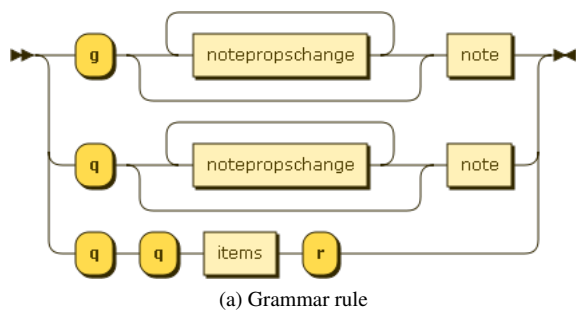 g notepropschange note
q notepropschange note
q q items r
(a) Grammar rule